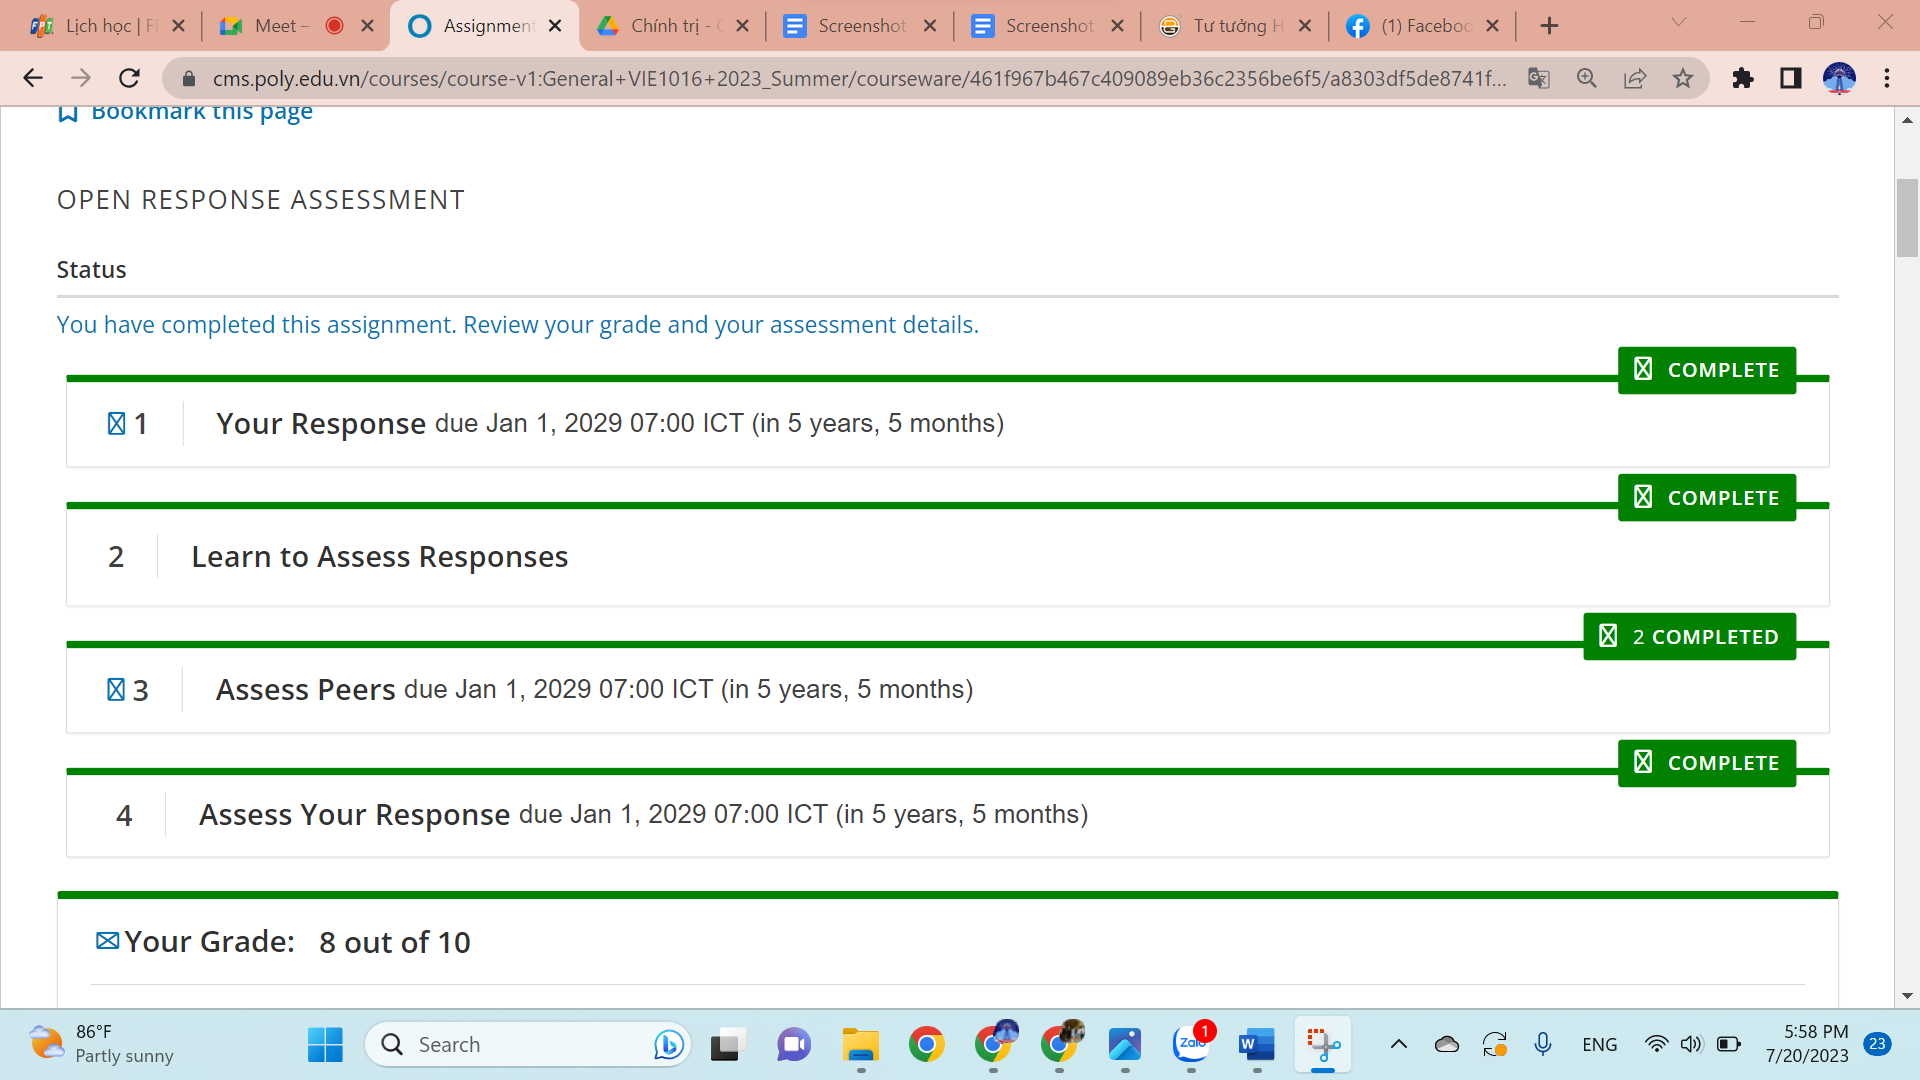 Lịch học | F
Meet –
Assignment
Chính trị -
Screenshot
Screenshot
Tư tưởng H
(1) Faceboo
cms.poly.edu.vn/courses/course-v1:General+VIE1016+2023_Summer/courseware/461f967b467c409089eb36c2356be6f5/a8303df5de8741f...
Bookmark this page
OPEN RESPONSE ASSESSMENT
Status
You have completed this assignment. Review your grade and your assessment details.
COMPLETE
1 Your Response due Jan 1, 2029 07:00 ICT (in 5 years, 5 months)
COMPLETE
2 Learn to Assess Responses
2 COMPLETED
3 Assess Peers due Jan 1, 2029 07:00 ICT (in 5 years, 5 months)
COMPLETE
4 Assess Your Response due Jan 1, 2029 07:00 ICT (in 5 years, 5 months)
Your Grade: 8 out of 10
86°F
Partly sunny
Search
Zalo
1
W
ENG
5:58 PM
7/20/2023
23